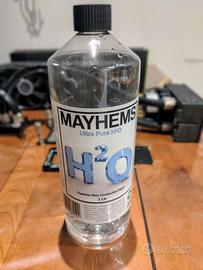 MAYHEMS
Ultra Pure H²O
H²O
Superior Non Conductive Fluid
1 Ltr
subito